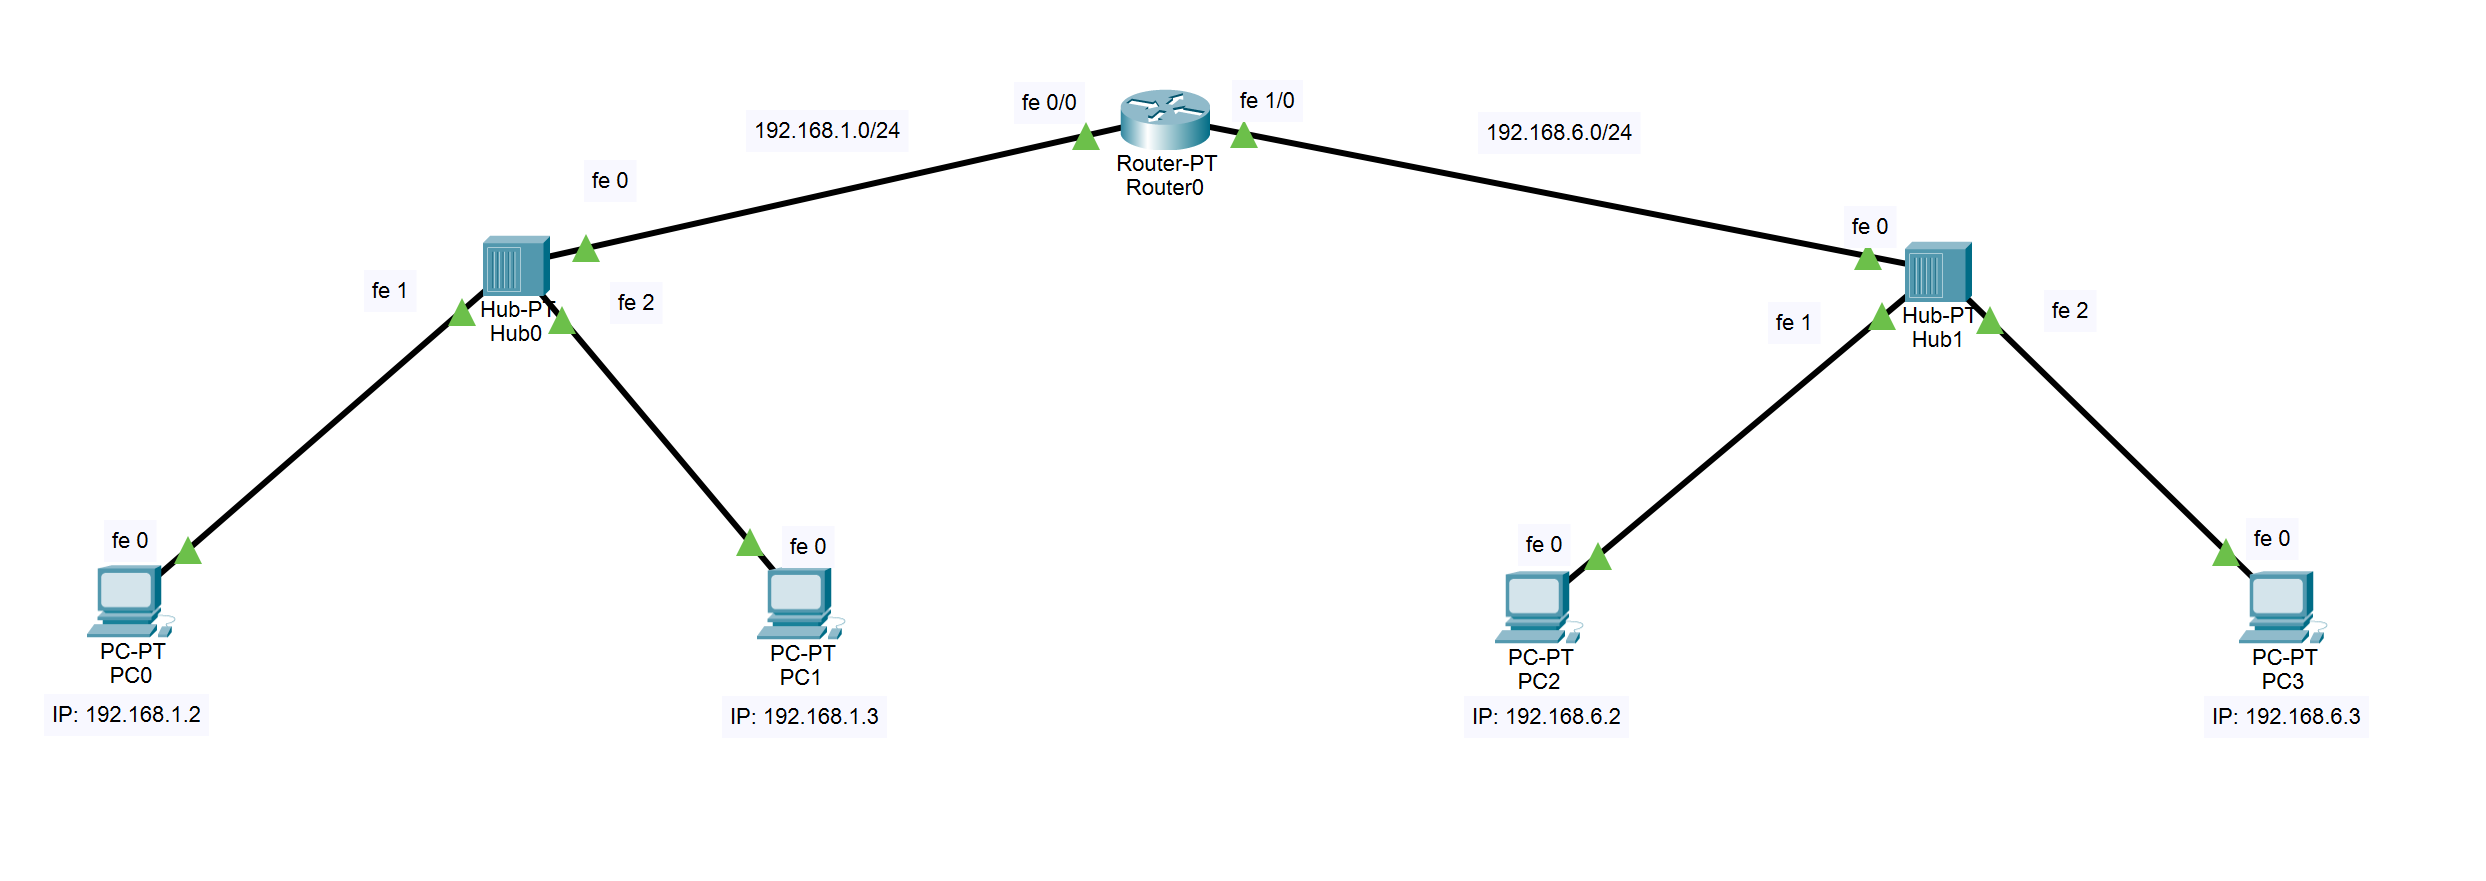 fe 0/0
fe 1/0
192.168.1.0/24
192.168.6.0/24
Router-PT
Router0
fe 0
fe 0
fe 1
fe 2
Hub-PT
Hub0
fe 1
fe 2
Hub-PT
Hub1
fe 0
fe 0
fe 0
fe 0
PC-PT
PC0
IP: 192.168.1.2
PC-PT
PC1
IP: 192.168.1.3
PC-PT
PC2
IP: 192.168.6.2
PC-PT
PC3
IP: 192.168.6.3